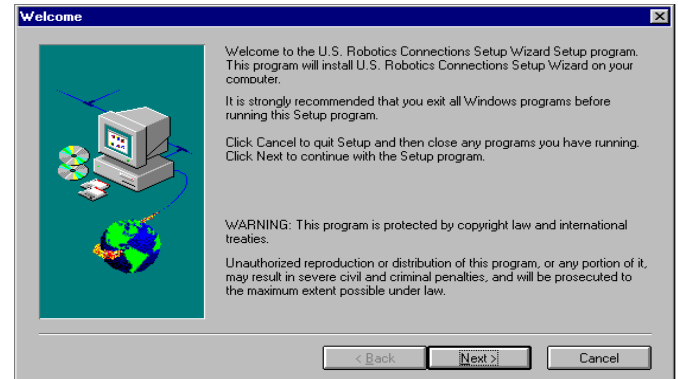 Welcome
Welcome to the U.S. Robotics Connections Setup Wizard Setup program.
This program will install U.S. Robotics Connections Setup Wizard on your
computer.
It is strongly recommended that you exit all Windows programs before
running this Setup program.
Click Cancel to quit Setup and then close any programs you have running.
Click Next to continue with the Setup program.
WARNING: This program is protected by copyright law and international
treaties.
Unauthorized reproduction or distribution of this program, or any portion of it,
may result in severe civil and criminal penalties, and will be prosecuted to
the maximum extent possible under law.
< Back Next > Cancel